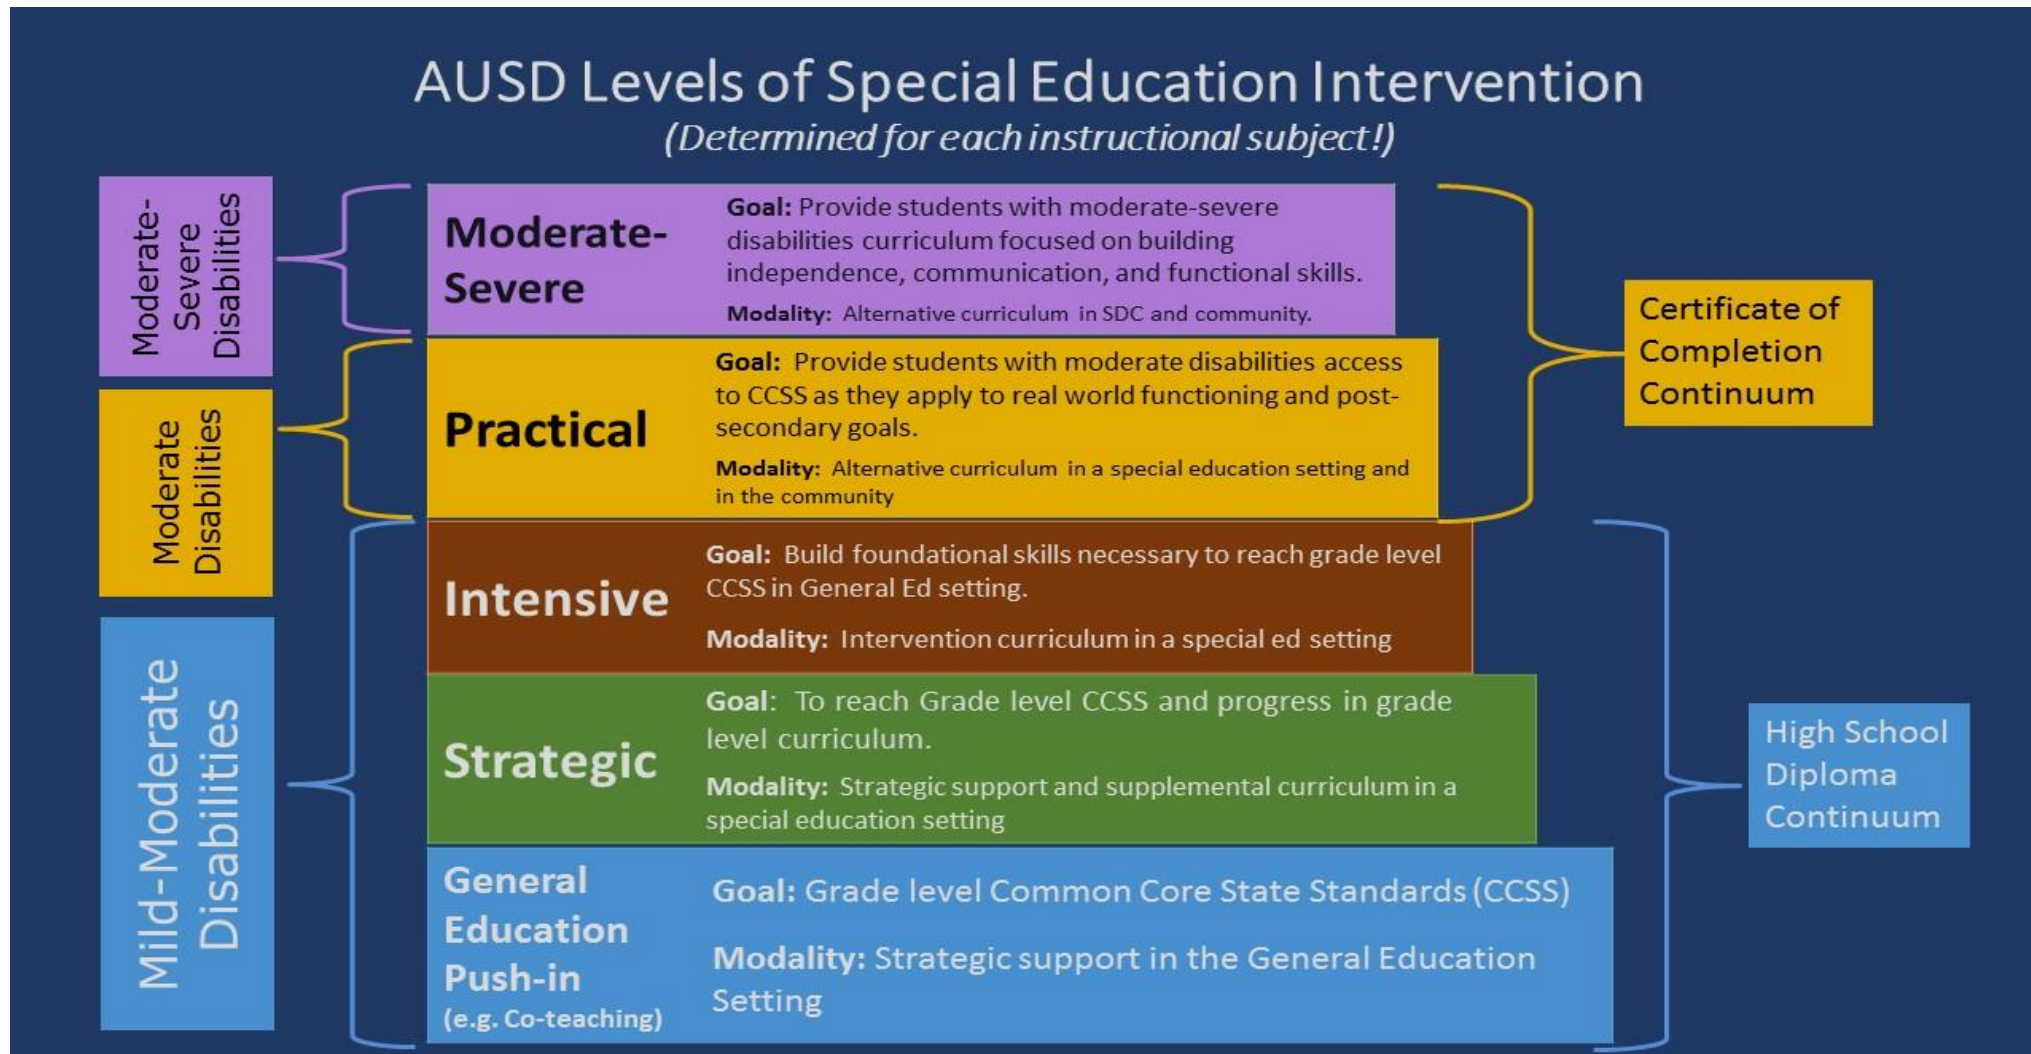 AUSD Levels of Special Education Intervention
(Determined for each instructional subject!)
Moderate-
Severe
Disabilities
Moderate-
Severe
Goal: Provide students with moderate-severe
disabilities curriculum focused on building
independence, communication, and functional skills.
Modality: Alternative curriculum in SDC and community.
Certificate of
Completion
Continuum
Moderate
Disabilities
Practical
Goal: Provide students with moderate disabilities access
to CCSS as they apply to real world functioning and post-
secondary goals.
Modality: Alternative curriculum in a special education setting and
in the community
Mild-Moderate
Disabilities
Intensive
Goal: Build foundational skills necessary to reach grade level
CCSS in General Ed setting.
Modality: Intervention curriculum in a special ed setting
Strategic
Goal: To reach Grade level CCSS and progress in grade
level curriculum.
Modality: Strategic support and supplemental curriculum in a
special education setting
High School
Diploma
Continuum
General
Education
Push-in
(e.g. Co-teaching)
Goal: Grade level Common Core State Standards (CCSS)
Modality: Strategic support in the General Education
Setting